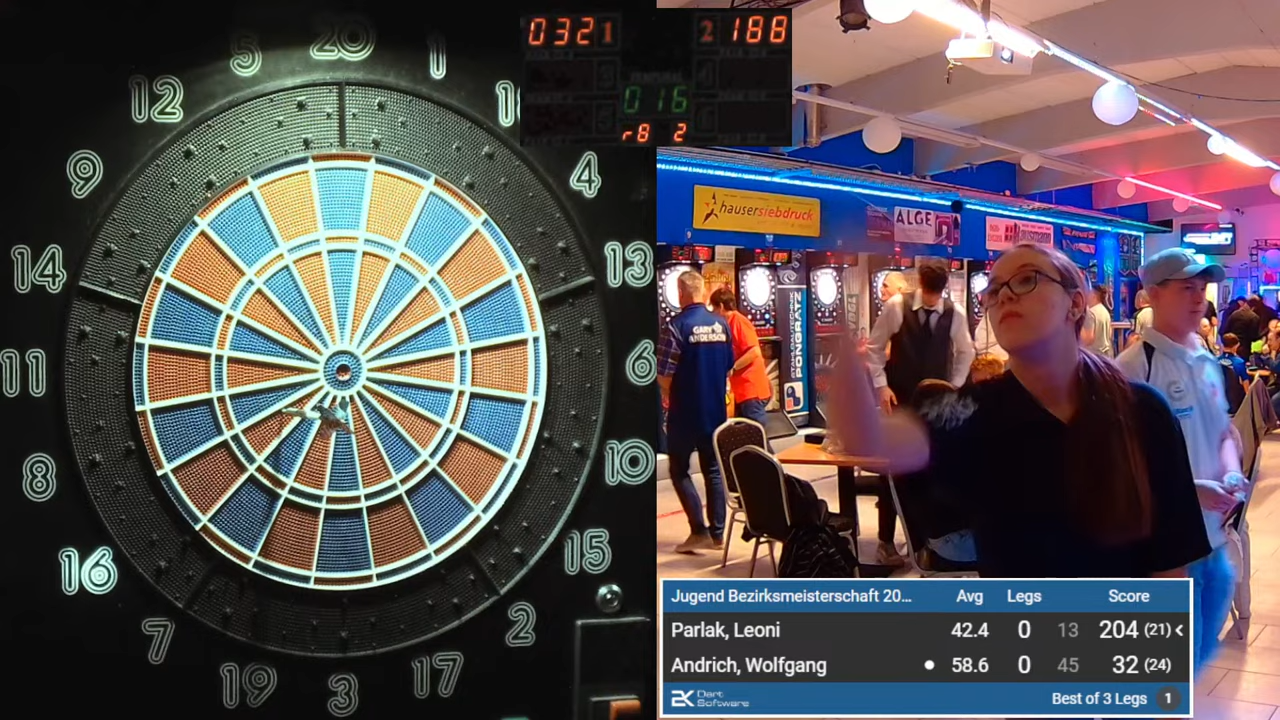 0321 2 188
016
r8 2
5 20 1
12
9 4
14 13
11 6
8 10
16 15
7 2
19 3 17
hausersiebdruck
ALGE
GARY ANDERSON
STAHLBAUTECHNIK
PONGRATZ
Jugend Bezirksmeisterschaft 20... Avg Legs Score
Parlak, Leoni 42.4 0 13 204 (21)
Andrich, Wolfgang 58.6 0 45 32 (24)
2K Dart Software Best of 3 Legs 1